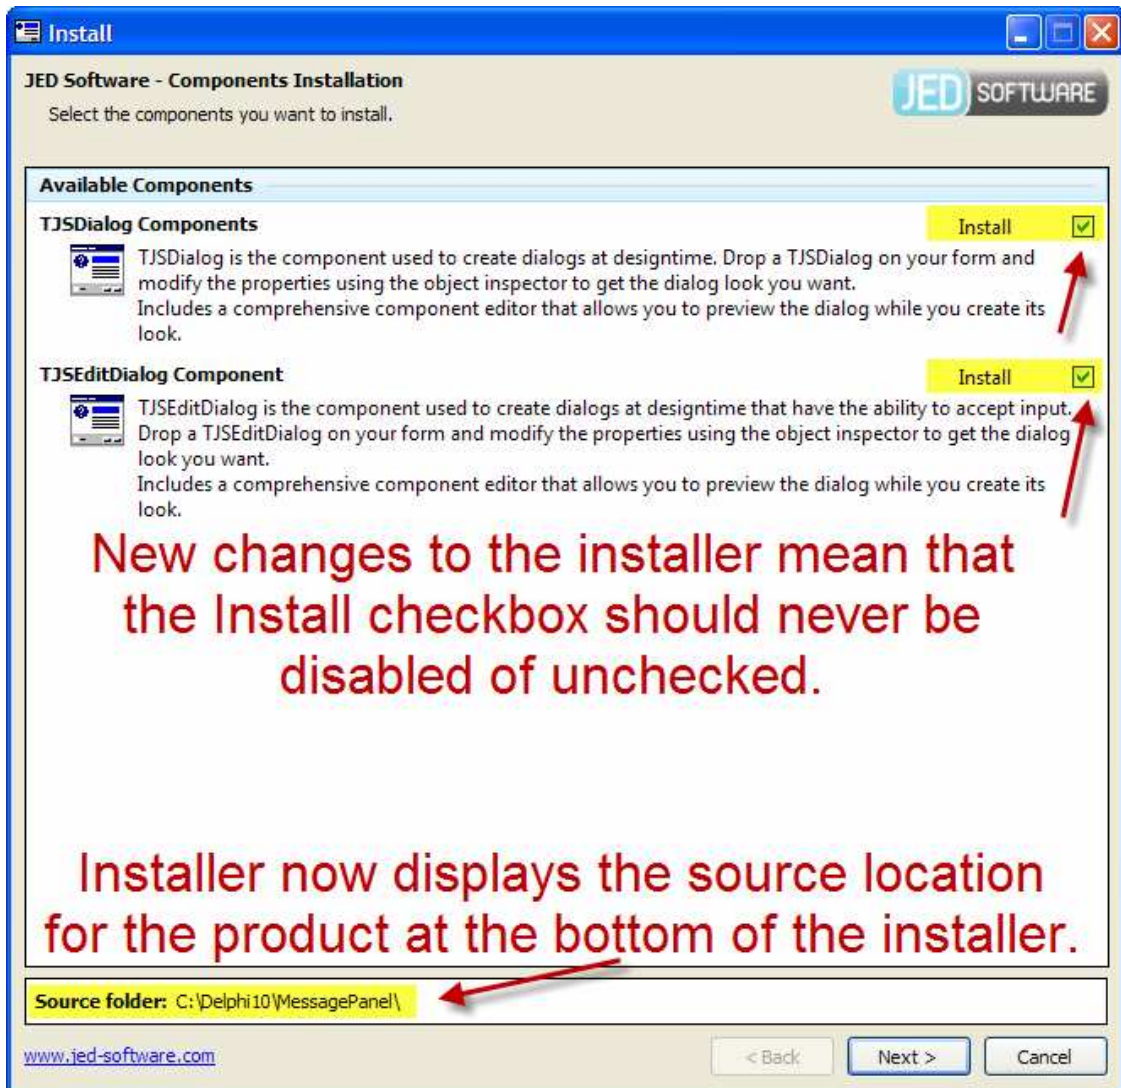 Install
JED Software - Components Installation
Select the components you want to install.
JED SOFTWARE
Available Components
TJSDialog Components
Install
TJSDialog is the component used to create dialogs at designtime. Drop a TJSDialog on your form and
modify the properties using the object inspector to get the dialog look you want.
Includes a comprehensive component editor that allows you to preview the dialog while you create its
look.
TJSEditDialog Component
Install
TJSEditDialog is the component used to create dialogs at designtime that have the ability to accept input.
Drop a TJSEditDialog on your form and modify the properties using the object inspector to get the dialog
look you want.
Includes a comprehensive component editor that allows you to preview the dialog while you create its
look.
New changes to the installer mean that
the Install checkbox should never be
disabled of unchecked.
Installer now displays the source location
for the product at the bottom of the installer.
Source folder: C:\Delphi10\MessagePanel\
www.jed-software.com
< Back
Next >
Cancel